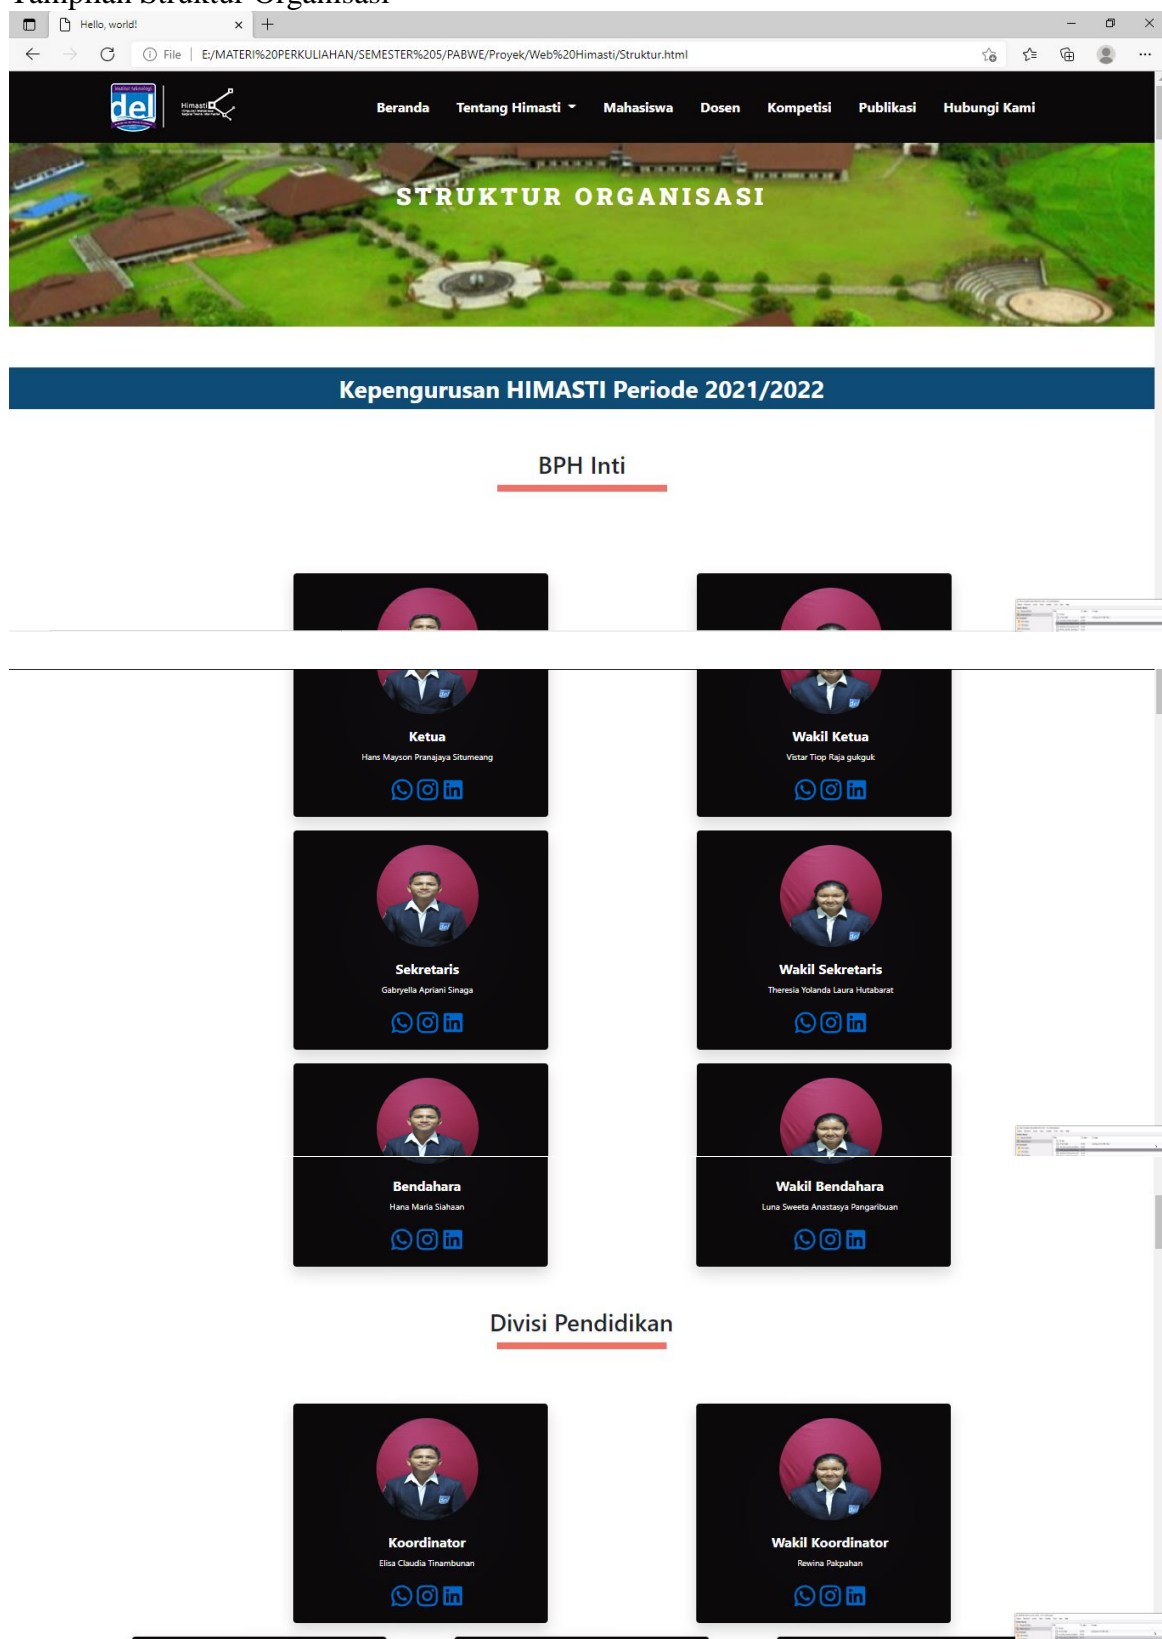 Tampilan Struktur Organisasi
Hello, world!
File | E:/MATERI%20PERKULIAHAN/SEMESTER%205/PABWE/Proyek/Web%20Himasti/Struktur.html
Institut Teknologi
del
Himasti
Beranda Tentang Himasti Mahasiswa Dosen Kompetisi Publikasi Hubungi Kami
STRUKTUR ORGANISASI
Kepengurusan HIMASTI Periode 2021/2022
BPH Inti
Ketua Wakil Ketua
Hans Mayson Pranajaya Situmeang Vistar Tiop Raja gukguk
Sekretaris Wakil Sekretaris
Gabryella Apriani Sinaga Theresia Yolanda Laura Hutabarat
Bendahara Wakil Bendahara
Hana Maria Siahaan Luna Sweeta Anastasya Pangaribuan
Divisi Pendidikan
Koordinator Wakil Koordinator
Elisa Claudia Tinambunan Rewina Pakpahan